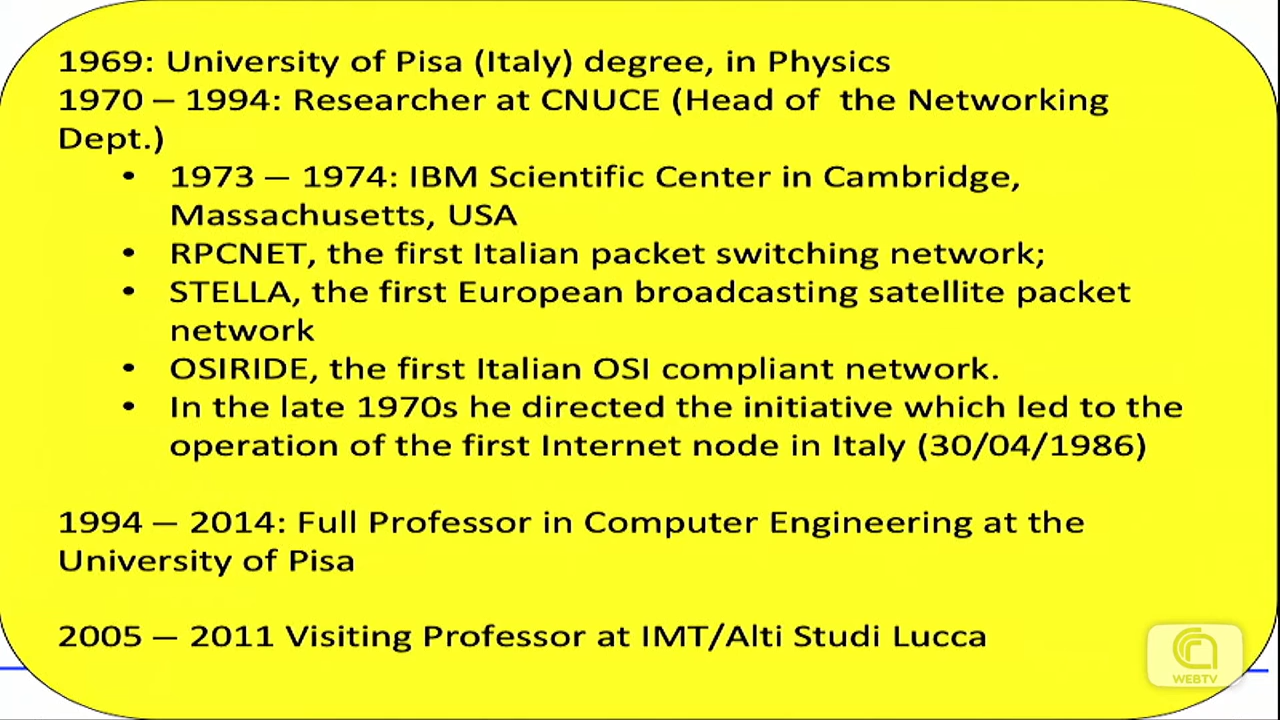 1969: University of Pisa (Italy) degree, in Physics
1970 – 1994: Researcher at CNUCE (Head of the Networking
Dept.)
• 1973 – 1974: IBM Scientific Center in Cambridge,
Massachusetts, USA
• RPCNET, the first Italian packet switching network;
• STELLA, the first European broadcasting satellite packet
network
• OSIRIDE, the first Italian OSI compliant network.
• In the late 1970s he directed the initiative which led to the
operation of the first Internet node in Italy (30/04/1986)
1994 – 2014: Full Professor in Computer Engineering at the
University of Pisa
2005 – 2011 Visiting Professor at IMT/Alti Studi Lucca
WEBTV